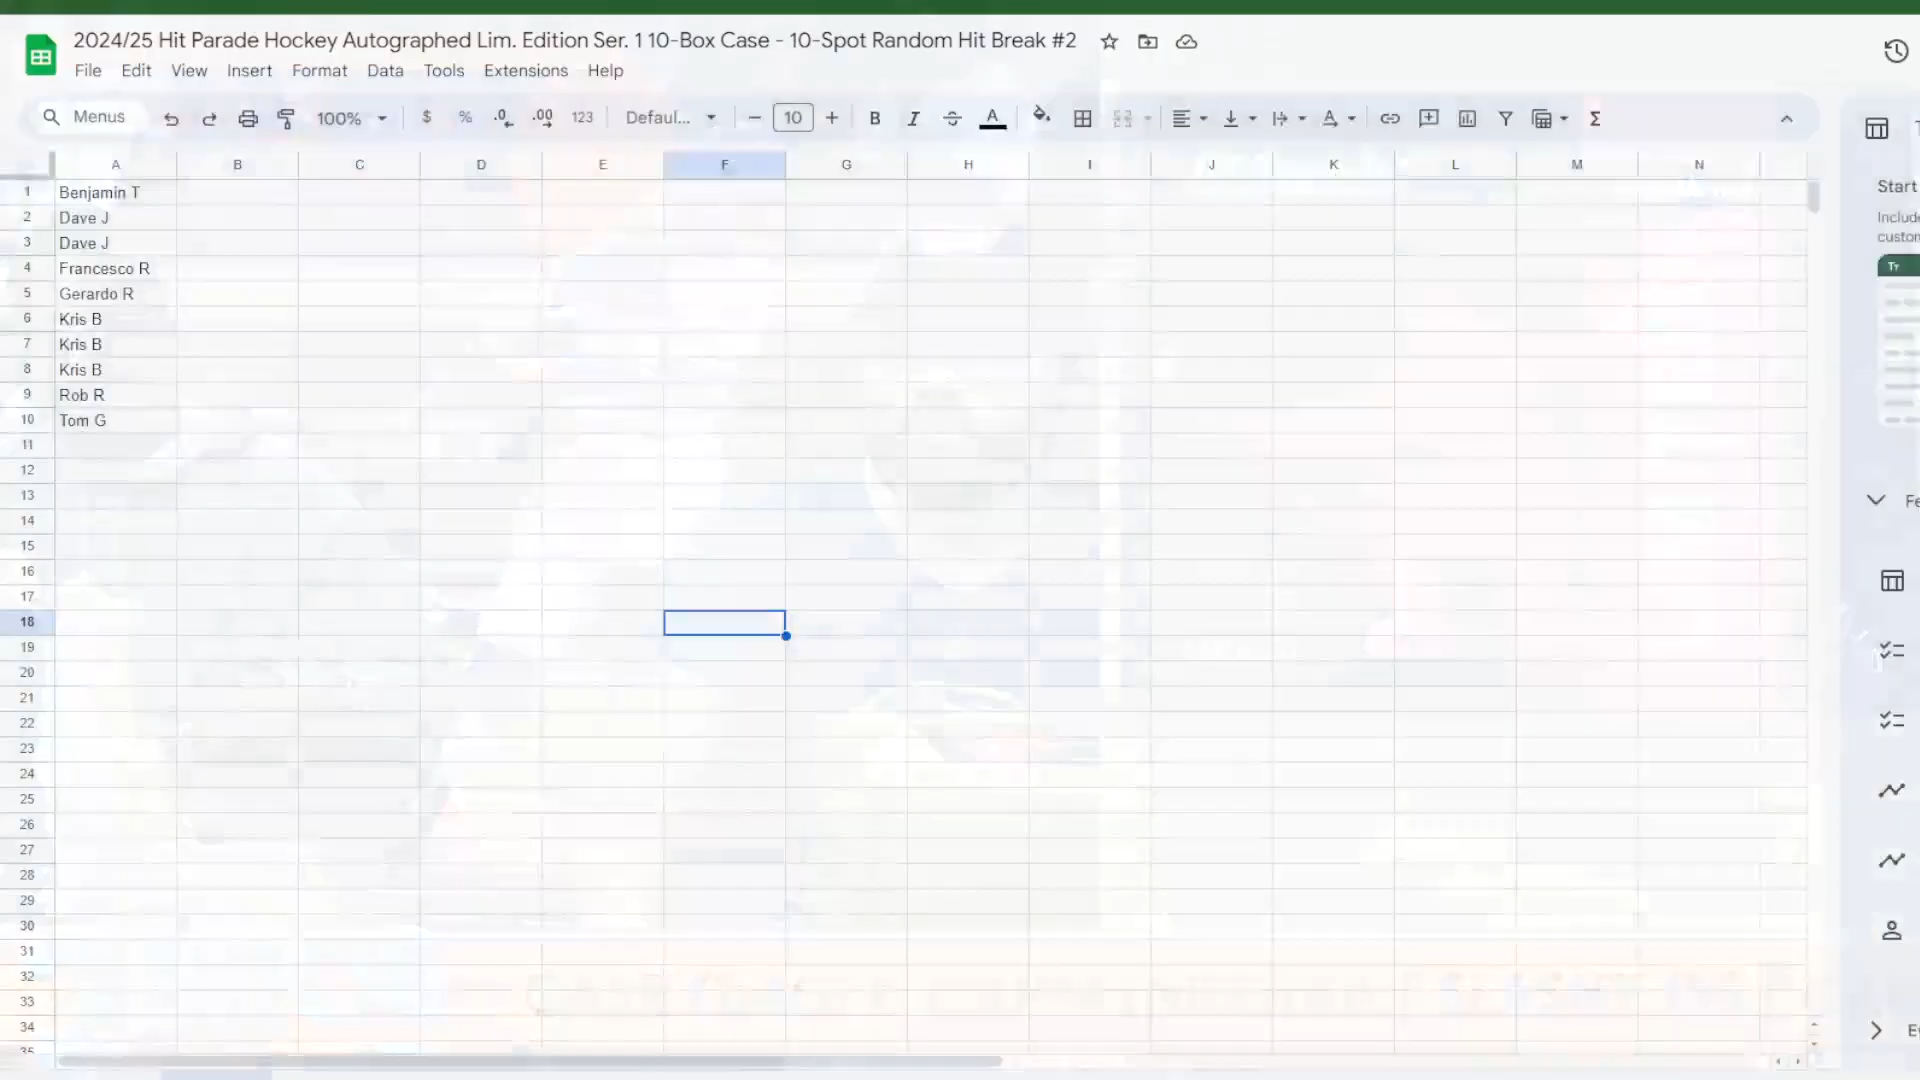 2024/25 Hit Parade Hockey Autographed Lim. Edition Ser. 1 10-Box Case - 10-Spot Random Hit Break #2
File Edit View Insert Format Data Tools Extensions Help
Menus 100% $ % .0 .00 123 Defaul... 10 B I A Σ
A B C D E F G H I J K L M N
1 Benjamin T
2 Dave J
3 Dave J
4 Francesco R
5 Gerardo R
6 Kris B
7 Kris B
8 Kris B
9 Rob R
10 Tom G
11
12
13
14
15
16
17
18
19
20
21
22
23
24
25
26
27
28
29
30
31
32
33
34
35
Start
Tт